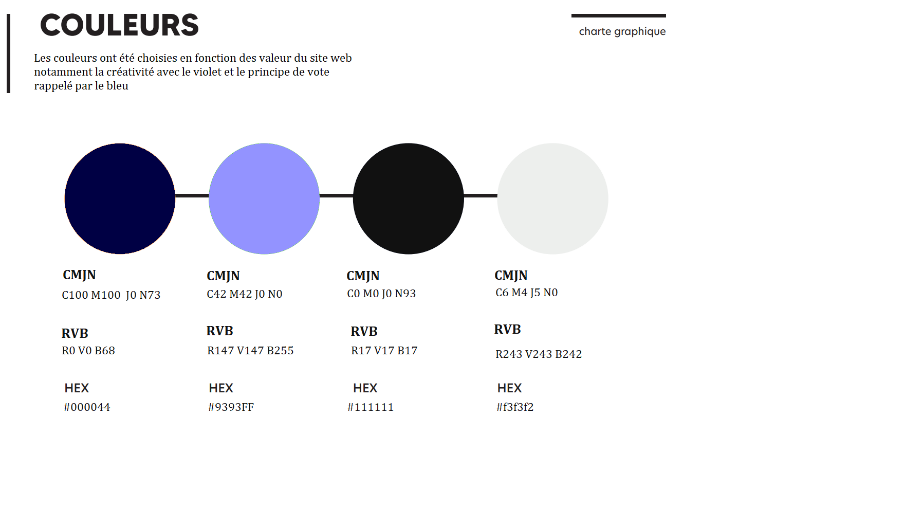 COULEURS
charte graphique
Les couleurs ont été choisies en fonction des valeur du site web
notamment la créativité avec le violet et le principe de vote
rappelé par le bleu
CMJN
C100 M100 J0 N73
RVB
R0 V0 B68
HEX
#000044
CMJN
C42 M42 J0 N0
RVB
R147 V147 B255
HEX
#9393FF
CMJN
C0 M0 J0 N93
RVB
R17 V17 B17
HEX
#111111
CMJN
C6 M4 J5 N0
RVB
R243 V243 B242
HEX
#f3f3f2